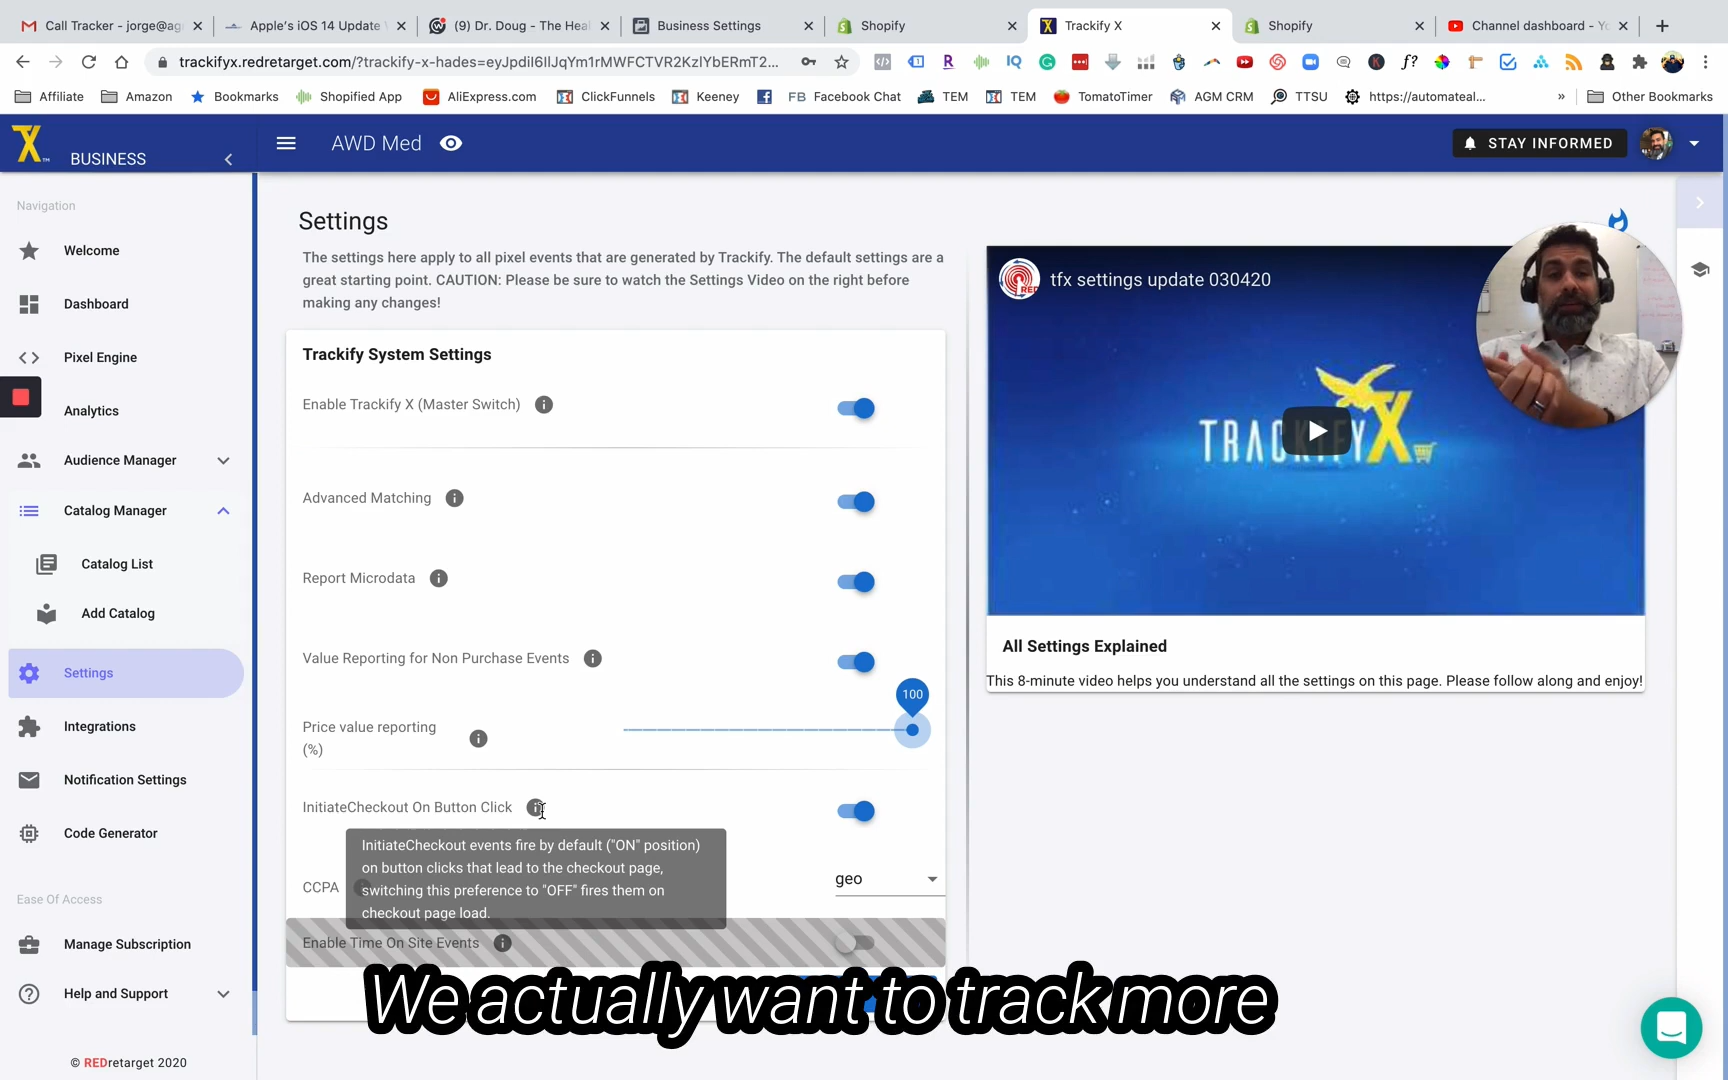 Call Tracker - jorge@ag
Apple's iOS 14 Update
(9) Dr. Doug - The Heal
Business Settings
Shopify
Trackify X
Shopify
Channel dashboard - Yo
trackifyx.redretarget.com/?trackify-x-hades=eyJpdiI6IlJqYm1rMWFCTVR2KzlYbERmT2...
Affiliate
Amazon
Bookmarks
Shopified App
AliExpress.com
ClickFunnels
Keeney
FB Facebook Chat
TEM
TEM
TomatoTimer
AGM CRM
TTSU
https://automateal...
»
Other Bookmarks
BUSINESS
AWD Med
STAY INFORMED
Navigation
Welcome
Dashboard
Pixel Engine
Analytics
Audience Manager
Catalog Manager
Catalog List
Add Catalog
Settings
Integrations
Notification Settings
Code Generator
Ease Of Access
Manage Subscription
Help and Support
© REDretarget 2020
Settings
The settings here apply to all pixel events that are generated by Trackify. The default settings are a
great starting point. CAUTION: Please be sure to watch the Settings Video on the right before
making any changes!
Trackify System Settings
Enable Trackify X (Master Switch)
Advanced Matching
Report Microdata
Value Reporting for Non Purchase Events
100
Price value reporting
(%)
InitiateCheckout On Button Click
InitiateCheckout events fire by default ("ON" position)
on button clicks that lead to the checkout page,
switching this preference to "OFF" fires them on
checkout page load.
CCPA
geo
Enable Time On Site Events
tfx settings update 030420
TRACKIFYX
All Settings Explained
This 8-minute video helps you understand all the settings on this page. Please follow along and enjoy!
We actually want to track more